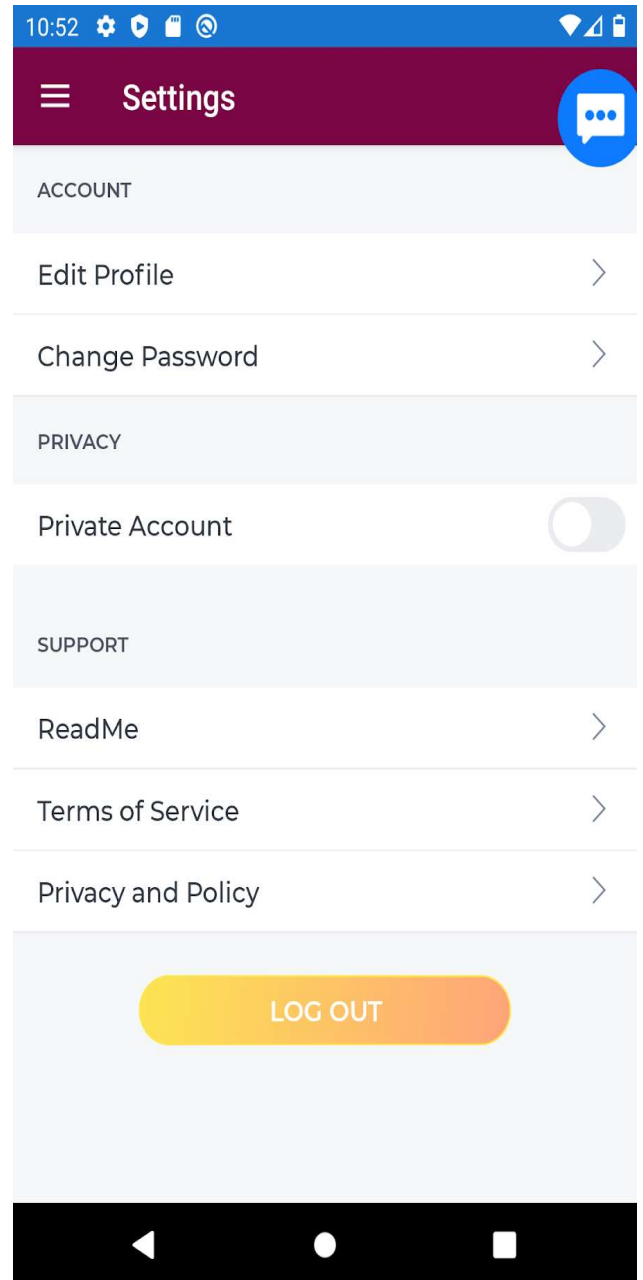 10:52
Settings
ACCOUNT
Edit Profile
Change Password
PRIVACY
Private Account
SUPPORT
ReadMe
Terms of Service
Privacy and Policy
LOG OUT